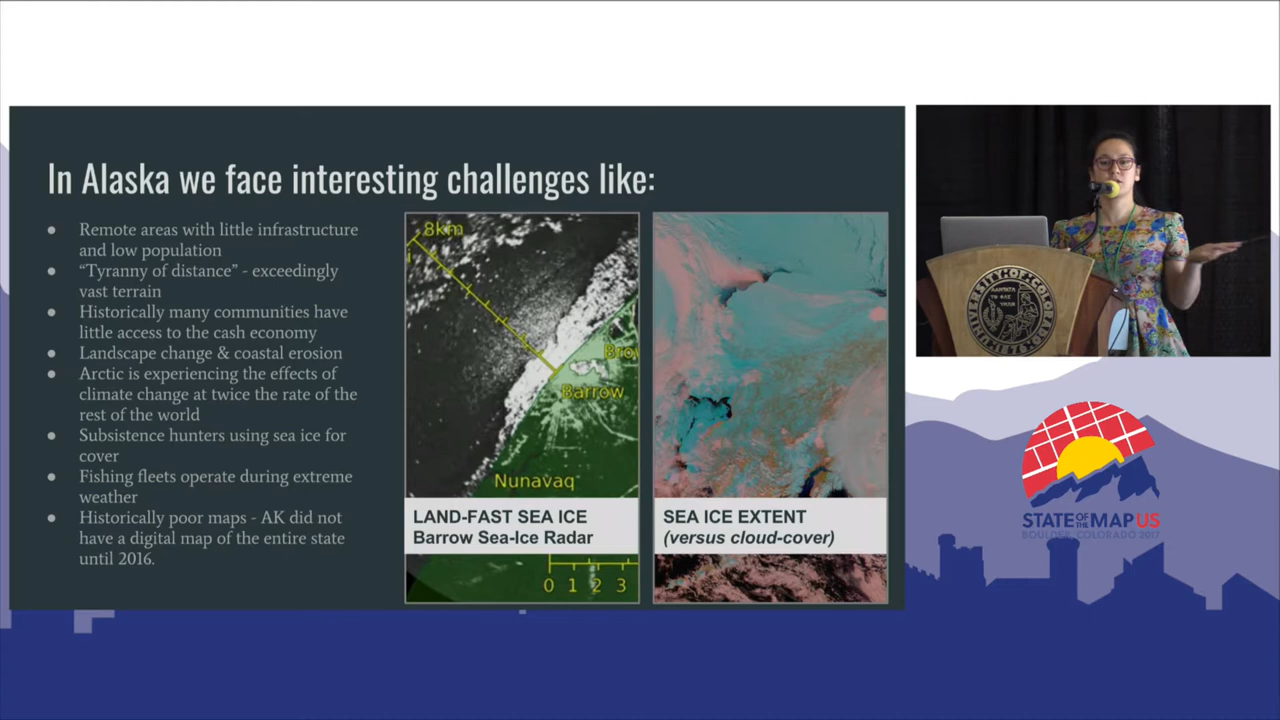 In Alaska we face interesting challenges like:
● Remote areas with little infrastructure
and low population
● “Tyranny of distance” - exceedingly
vast terrain
● Historically many communities have
little access to the cash economy
● Landscape change & coastal erosion
● Arctic is experiencing the effects of
climate change at twice the rate of the
rest of the world
● Subsistence hunters using sea ice for
cover
● Fishing fleets operate during extreme
weather
● Historically poor maps - AK did not
have a digital map of the entire state
until 2016.
8km
Brow
Barrow
Nunavaq
LAND-FAST SEA ICE
Barrow Sea-Ice Radar
0 1 2 3
SEA ICE EXTENT
(versus cloud-cover)
UNIVERSITY OF COLORADO
1876
STATE OF THE MAP US
BOULDER, COLORADO 2017